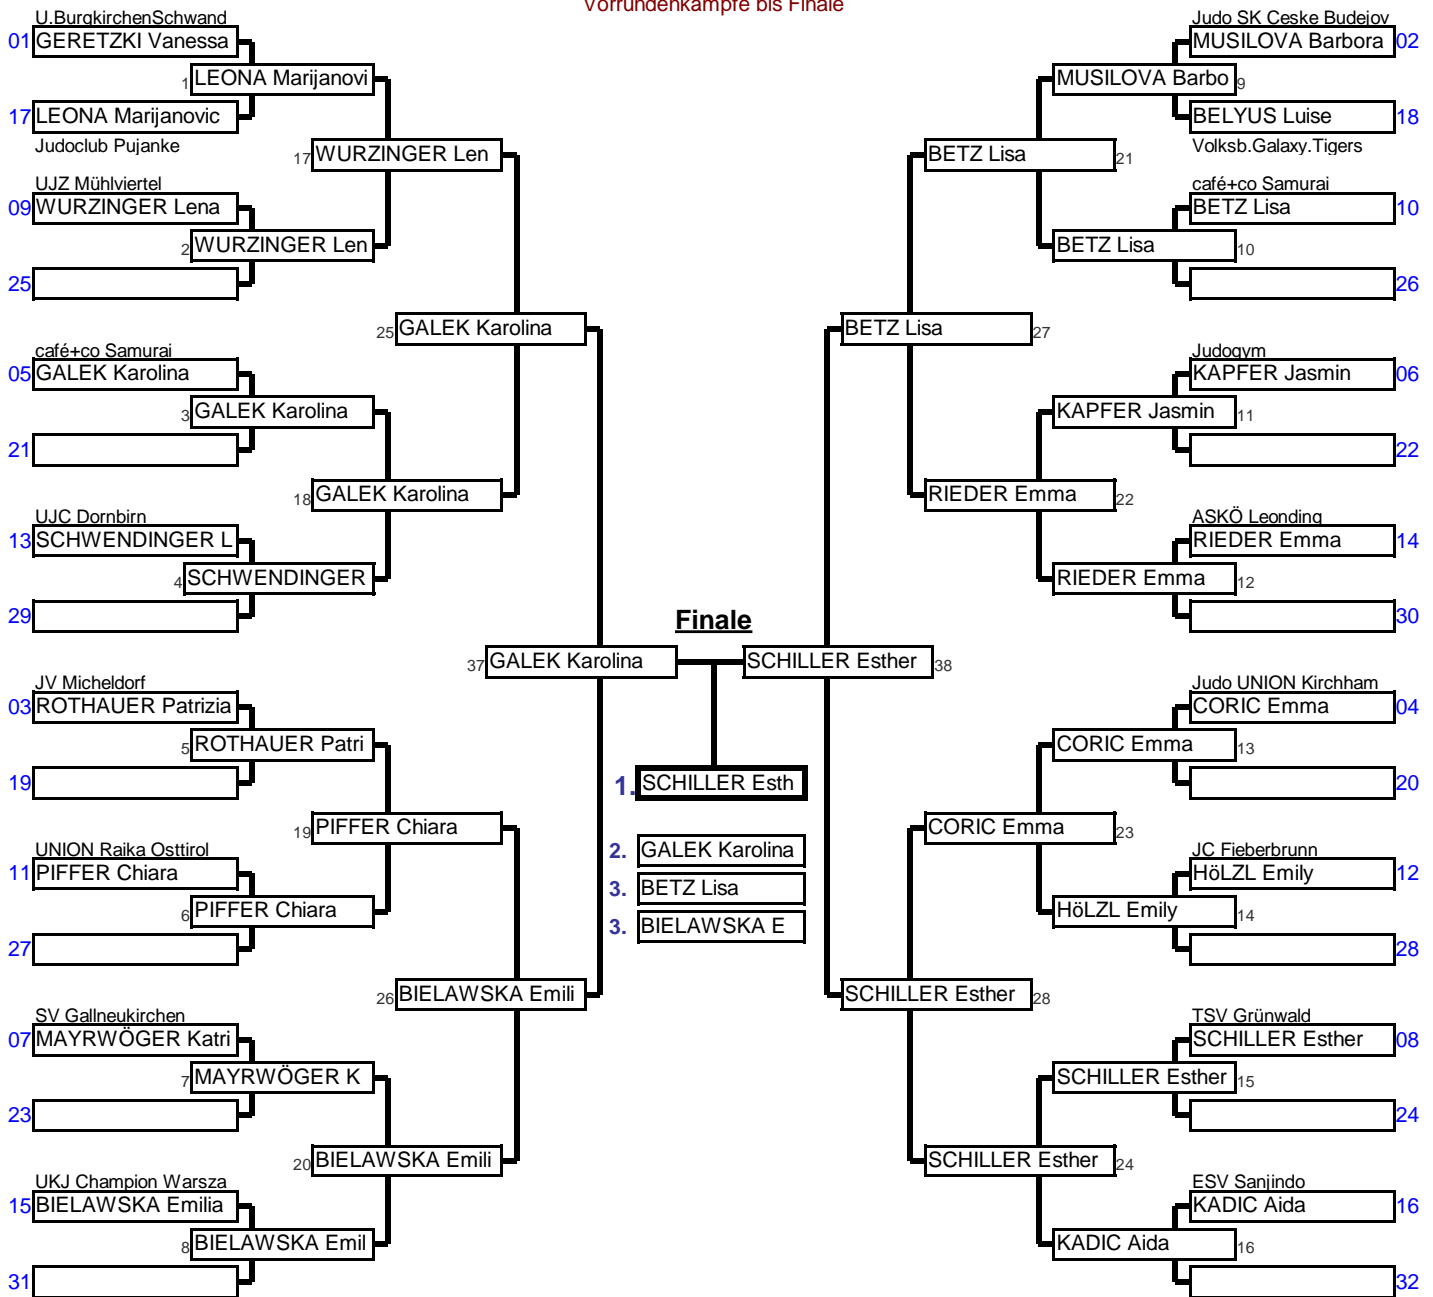 Vorrundenkämpfe bis Finale
U.BurgkirchenSchwand
01 GERETZKI Vanessa
1 LEONA Marijanovi
17 LEONA Marijanovic
Judoclub Pujanke
17 WURZINGER Len
UJZ Mühlviertel
09 WURZINGER Lena
2 WURZINGER Len
25
25 GALEK Karolina
café+co Samurai
05 GALEK Karolina
3 GALEK Karolina
21
18 GALEK Karolina
UJC Dornbirn
13 SCHWENDINGER L
4 SCHWENDINGER
29
37 GALEK Karolina
JV Micheldorf
03 ROTHAUER Patrizia
5 ROTHAUER Patri
19
19 PIFFER Chiara
UNION Raika Osttirol
11 PIFFER Chiara
6 PIFFER Chiara
27
26 BIELAWSKA Emili
SV Gallneukirchen
07 MAYRWÖGER Katri
7 MAYRWÖGER K
23
20 BIELAWSKA Emili
UKJ Champion Warsza
15 BIELAWSKA Emilia
8 BIELAWSKA Emil
31
Finale
1. SCHILLER Esth
2. GALEK Karolina
3. BETZ Lisa
3. BIELAWSKA E
Judo SK Ceske Budejov
MUSILOVA Barbora 02
MUSILOVA Barbo 9
BELYUS Luise 18
Volksb.Galaxy.Tigers
BETZ Lisa 21
café+co Samurai
BETZ Lisa 10
BETZ Lisa 10
26
BETZ Lisa 27
Judogym
KAPFER Jasmin 06
KAPFER Jasmin 11
22
RIEDER Emma 22
ASKÖ Leonding
RIEDER Emma 14
RIEDER Emma 12
30
SCHILLER Esther 38
Judo UNION Kirchham
CORIC Emma 04
CORIC Emma 13
20
CORIC Emma 23
JC Fieberbrunn
HöLZL Emily 12
HöLZL Emily 14
28
SCHILLER Esther 28
TSV Grünwald
SCHILLER Esther 08
SCHILLER Esther 15
24
SCHILLER Esther 24
ESV Sanjindo
KADIC Aida 16
KADIC Aida 16
32